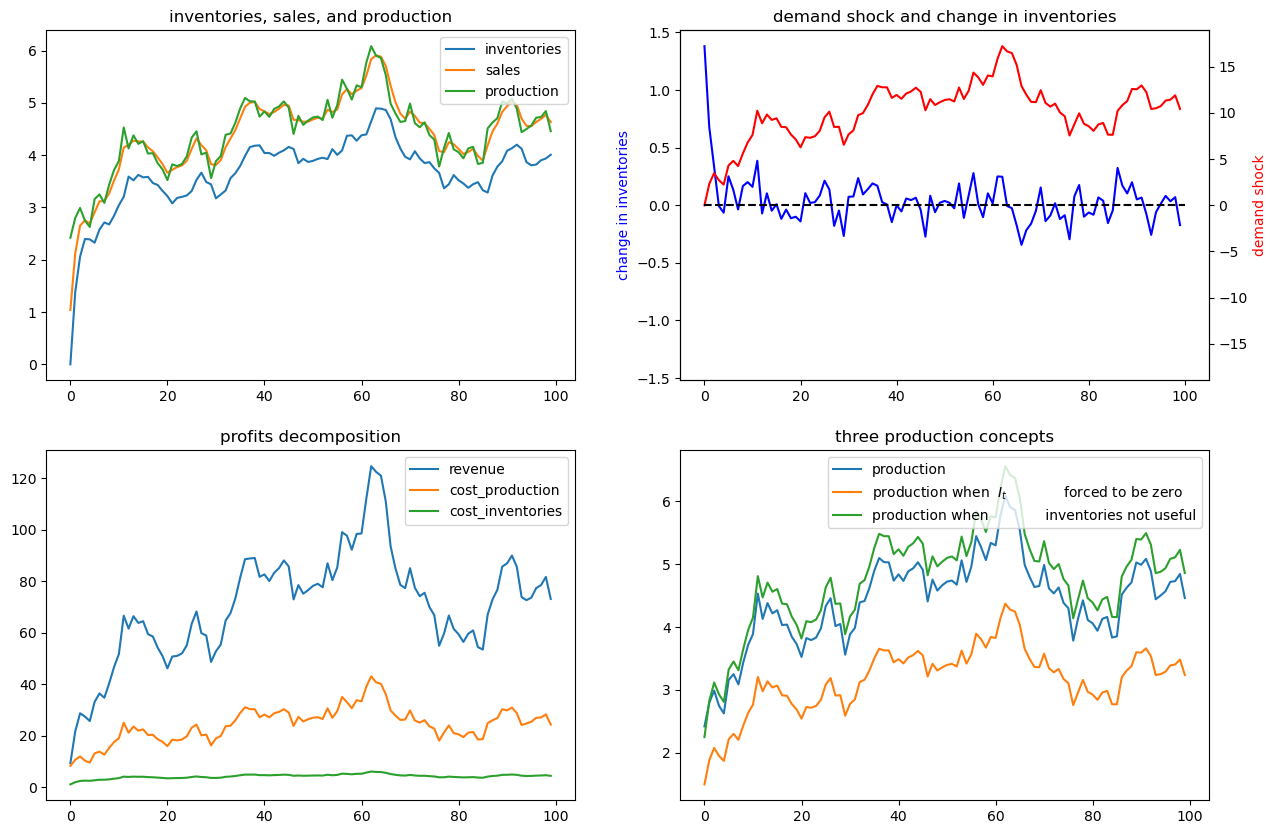 inventories, sales, and production
inventories
sales
production
6
5
4
3
2
1
0
0 20 40 60 80 100
demand shock and change in inventories
change in inventories
1.5
1.0
0.5
0.0
−0.5
−1.0
−1.5
15
10
5
0
−5
−10
−15
demand shock
0 20 40 60 80 100
profits decomposition
revenue
cost_production
cost_inventories
120
100
80
60
40
20
0
0 20 40 60 80 100
three production concepts
production
production when I_t forced to be zero
production when inventories not useful
6
5
4
3
2
0 20 40 60 80 100